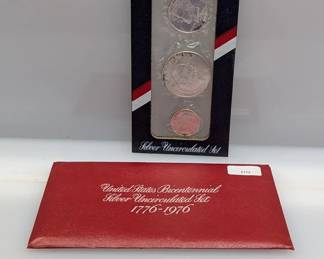 Silver Uncirculated Set
United States Bicentennial
Silver Uncirculated Set
1776-1976